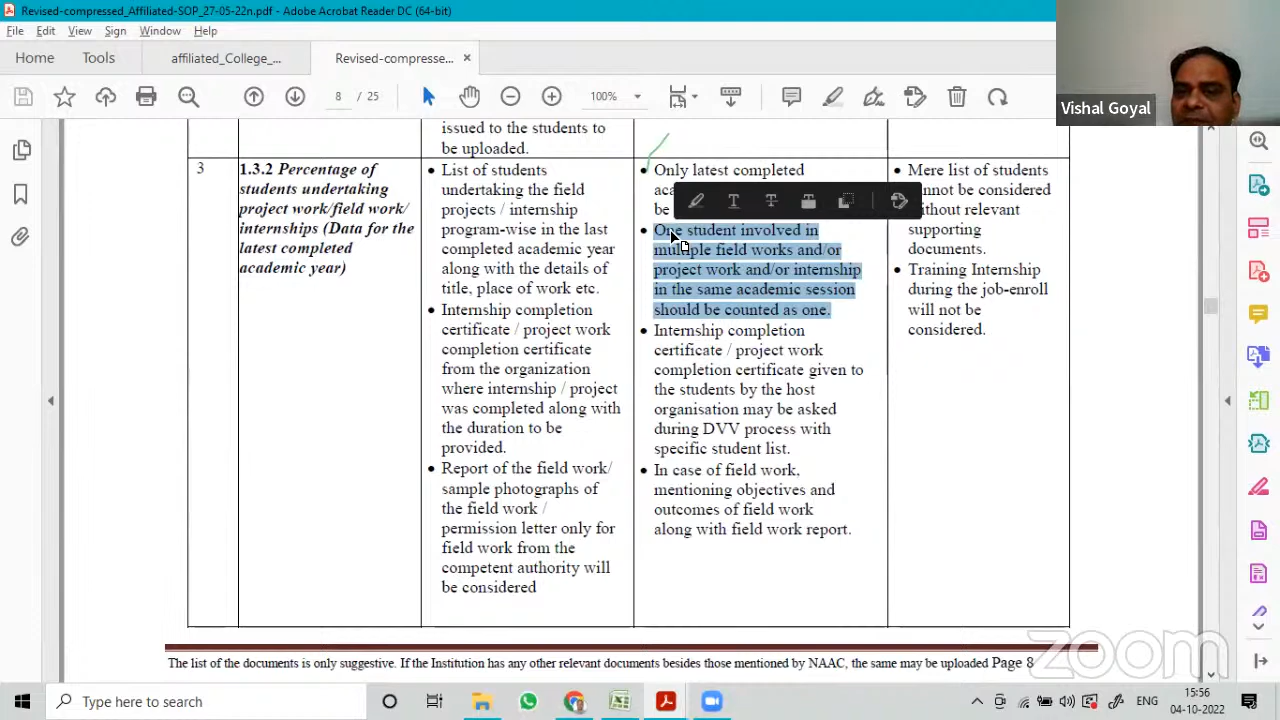 Revised-compressed_Affiliated-SOP_27-05-22n.pdf - Adobe Acrobat Reader DC (64-bit)
File Edit View Sign Window Help
Home Tools affiliated_College_... Revised-compresse... ×
8 / 25 100%
Vishal Goyal
issued to the students to
be uploaded.
3
1.3.2 Percentage of
students undertaking
project work/field work/
internships (Data for the
latest completed
academic year)
• List of students
undertaking the field
projects / internship
program-wise in the last
completed academic year
along with the details of
title, place of work etc.
• Internship completion
certificate / project work
completion certificate
from the organization
where internship / project
was completed along with
the duration to be
provided.
• Report of the field work/
sample photographs of
the field work /
permission letter only for
field work from the
competent authority will
be considered
• Only latest completed
be
• One student involved in
multiple field works and/or
project work and/or internship
in the same academic session
should be counted as one.
• Internship completion
certificate / project work
completion certificate given to
the students by the host
organisation may be asked
during DVV process with
specific student list.
• In case of field work,
mentioning objectives and
outcomes of field work
along with field work report.
• Mere list of students
cannot be considered
without relevant
supporting
documents.
• Training Internship
during the job-enroll
will not be
considered.
The list of the documents is only suggestive. If the Institution has any other relevant documents besides those mentioned by NAAC, the same may be uploaded Page 8
zoom
Type here to search
ENG
15:56
04-10-2022